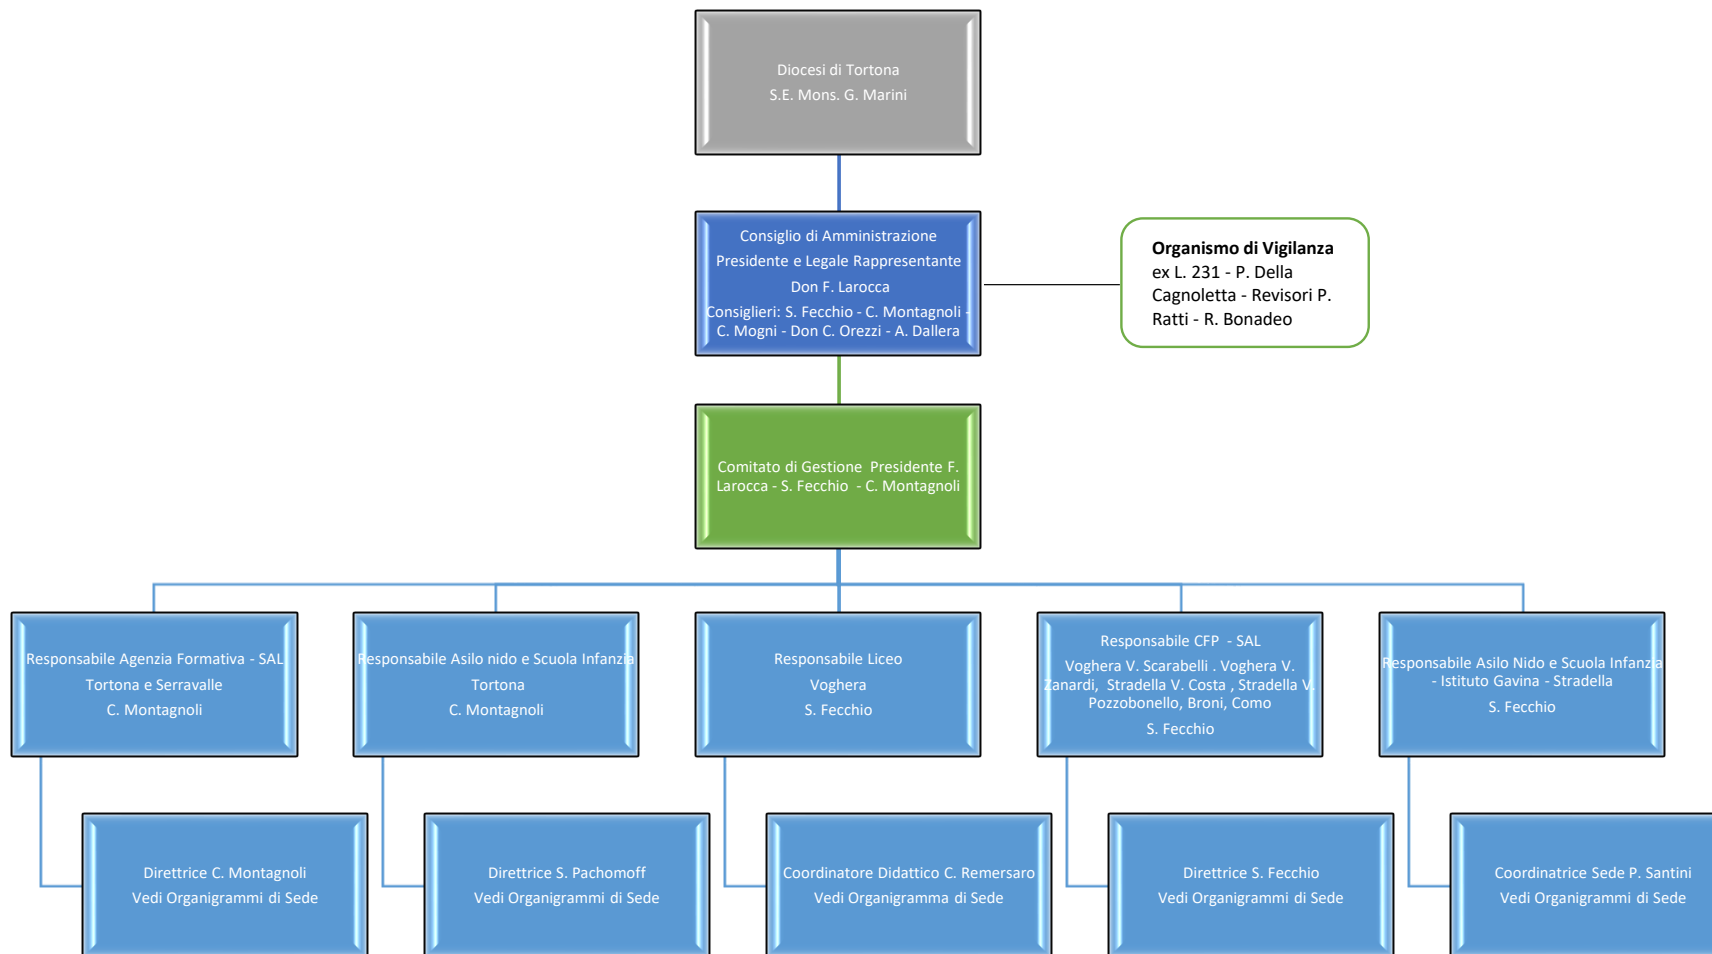 Diocesi di Tortona
S.E. Mons. G. Marini
Consiglio di Amministrazione
Presidente e Legale Rappresentante
Don F. Larocca
Consiglieri: S. Fecchio - C. Montagnoli -
C. Mogni - Don C. Orezzi - A. Dallera
Organismo di Vigilanza
ex L. 231 - P. Della
Cagnoletta - Revisori P.
Ratti - R. Bonadeo
Comitato di Gestione  Presidente F.
Larocca - S. Fecchio  - C. Montagnoli
Responsabile Agenzia Formativa - SAL
Tortona e Serravalle
C. Montagnoli
Responsabile Asilo nido e Scuola Infanzia
Tortona
C. Montagnoli
Responsabile Liceo
Voghera
S. Fecchio
Responsabile CFP  - SAL
Voghera V. Scarabelli . Voghera V.
Zanardi,  Stradella V. Costa , Stradella V.
Pozzobonello, Broni, Como
S. Fecchio
Responsabile Asilo Nido e Scuola Infanzia
- Istituto Gavina - Stradella
S. Fecchio
Direttrice C. Montagnoli
Vedi Organigrammi di Sede
Direttrice S. Pachomoff
Vedi Organigrammi di Sede
Coordinatore Didattico C. Remersaro
Vedi Organigramma di Sede
Direttrice S. Fecchio
Vedi Organigrammi di Sede
Coordinatrice Sede P. Santini
Vedi Organigrammi di Sede